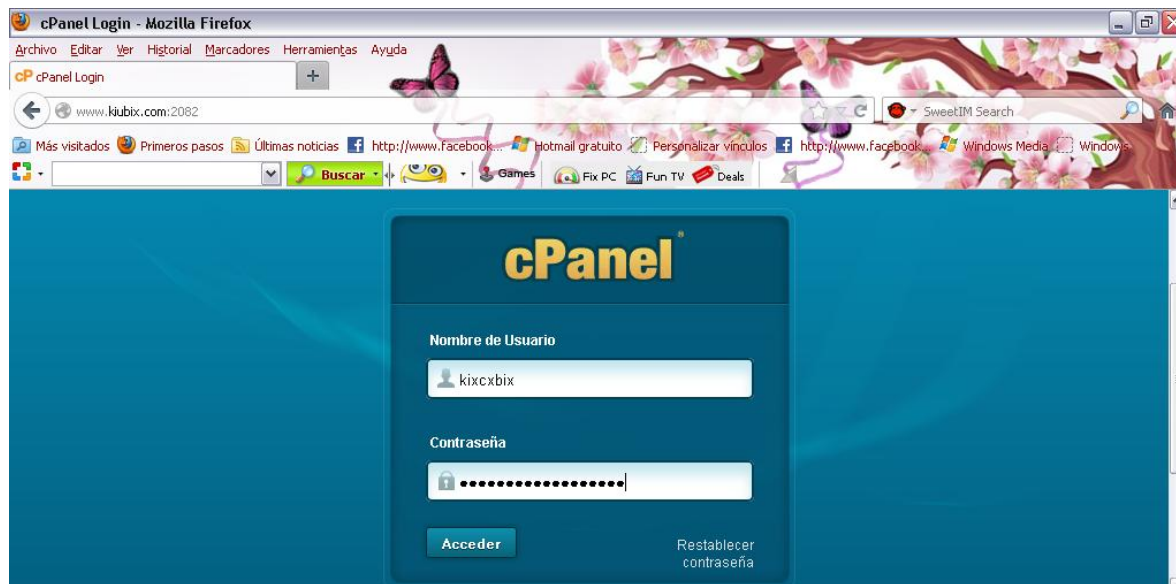 cPanel Login - Mozilla Firefox
Archivo Editar Ver Historial Marcadores Herramientas Ayuda
cP cPanel Login +
www.kiubix.com:2082 SweetIM Search
Más visitados Primeros pasos Últimas noticias http://www.facebook... Hotmail gratuito Personalizar vínculos http://www.facebook... Windows Media Windows
Buscar Games Fix PC Fun TV Deals
cPanel®
Nombre de Usuario
kixcxbix
Contraseña
••••••••••••••••••
Acceder Restablecer
contraseña